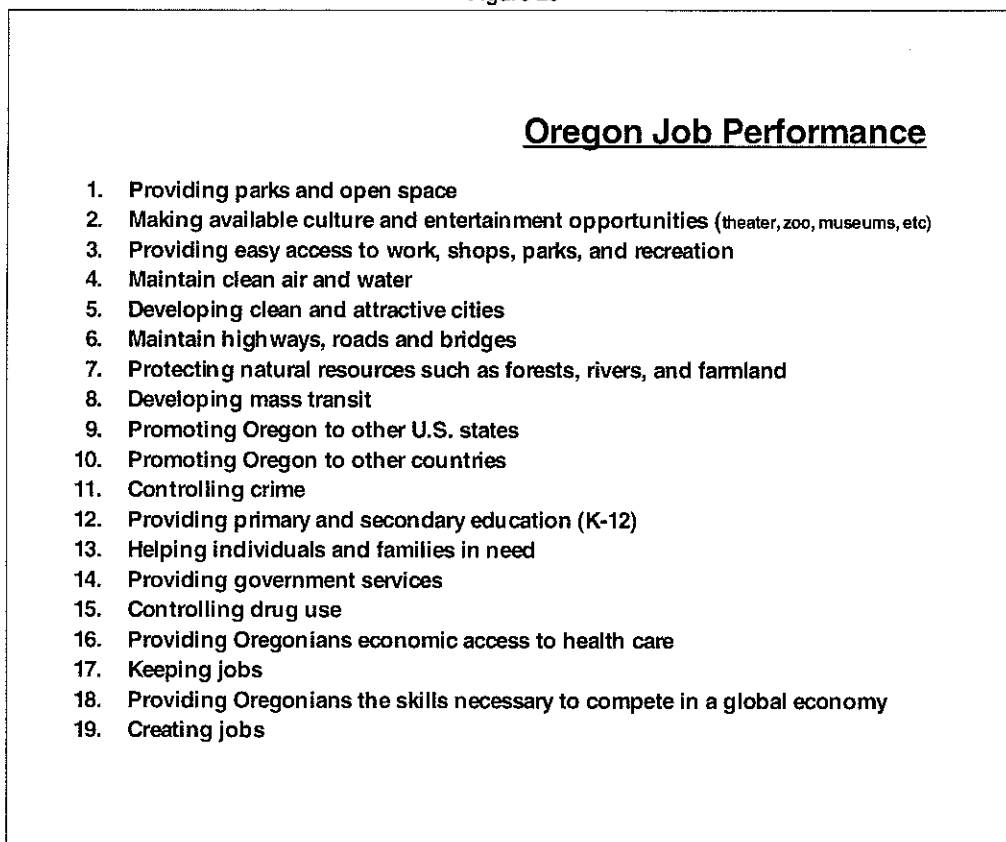 Oregon Job Performance
1. Providing parks and open space
2. Making available culture and entertainment opportunities (theater, zoo, museums, etc)
3. Providing easy access to work, shops, parks, and recreation
4. Maintain clean air and water
5. Developing clean and attractive cities
6. Maintain highways, roads and bridges
7. Protecting natural resources such as forests, rivers, and farmland
8. Developing mass transit
9. Promoting Oregon to other U.S. states
10. Promoting Oregon to other countries
11. Controlling crime
12. Providing primary and secondary education (K-12)
13. Helping individuals and families in need
14. Providing government services
15. Controlling drug use
16. Providing Oregonians economic access to health care
17. Keeping jobs
18. Providing Oregonians the skills necessary to compete in a global economy
19. Creating jobs